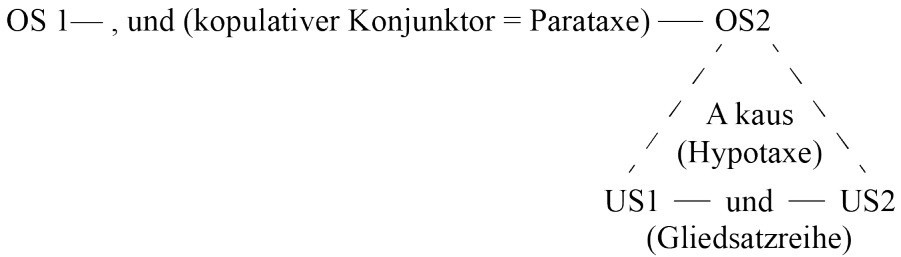 OS 1— , und (kopulativer Konjunktor = Parataxe) — OS2
A kaus
(Hypotaxe)
US1 — und — US2
(Gliedsatzreihe)